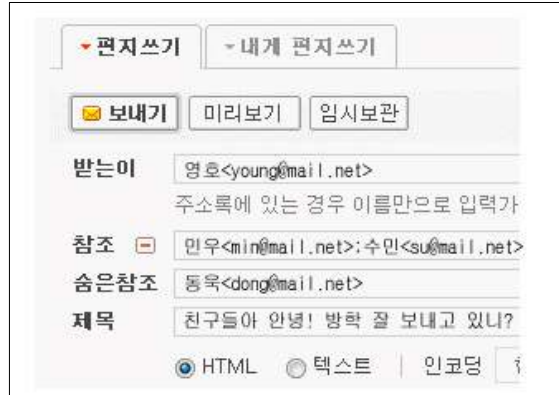 편지쓰기 내게 편지쓰기
보내기 미리보기 임시보관
받는이 영호<young@mail.net>
주소록에 있는 경우 이름만으로 입력가
참조 민우<min@mail.net>;수민<su@mail.net>
숨은참조 동욱<dong@mail.net>
제목 친구들아 안녕! 방학 잘 보내고 있니?
HTML 텍스트 | 인코딩